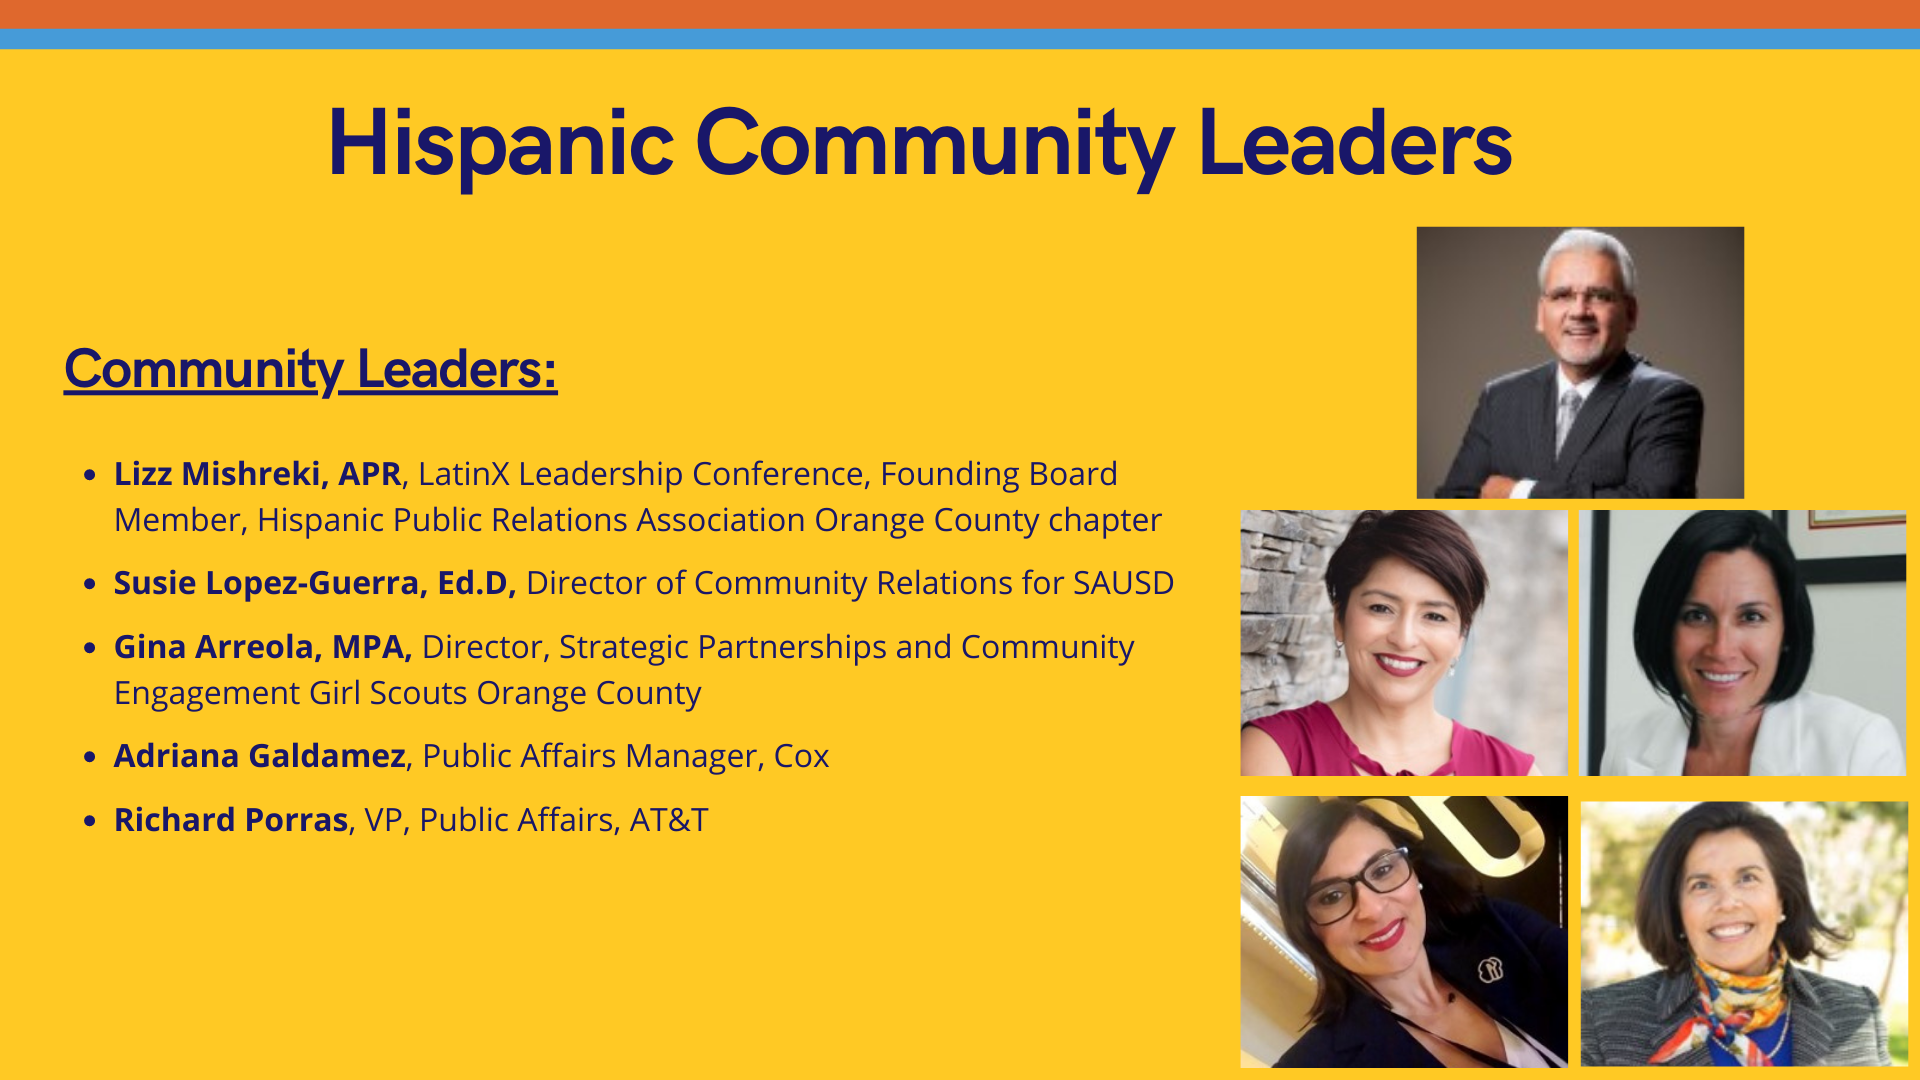 Hispanic Community Leaders
Community Leaders:
• Lizz Mishreki, APR, LatinX Leadership Conference, Founding Board
Member, Hispanic Public Relations Association Orange County chapter
• Susie Lopez-Guerra, Ed.D, Director of Community Relations for SAUSD
• Gina Arreola, MPA, Director, Strategic Partnerships and Community
Engagement Girl Scouts Orange County
• Adriana Galdamez, Public Affairs Manager, Cox
• Richard Porras, VP, Public Affairs, AT&T